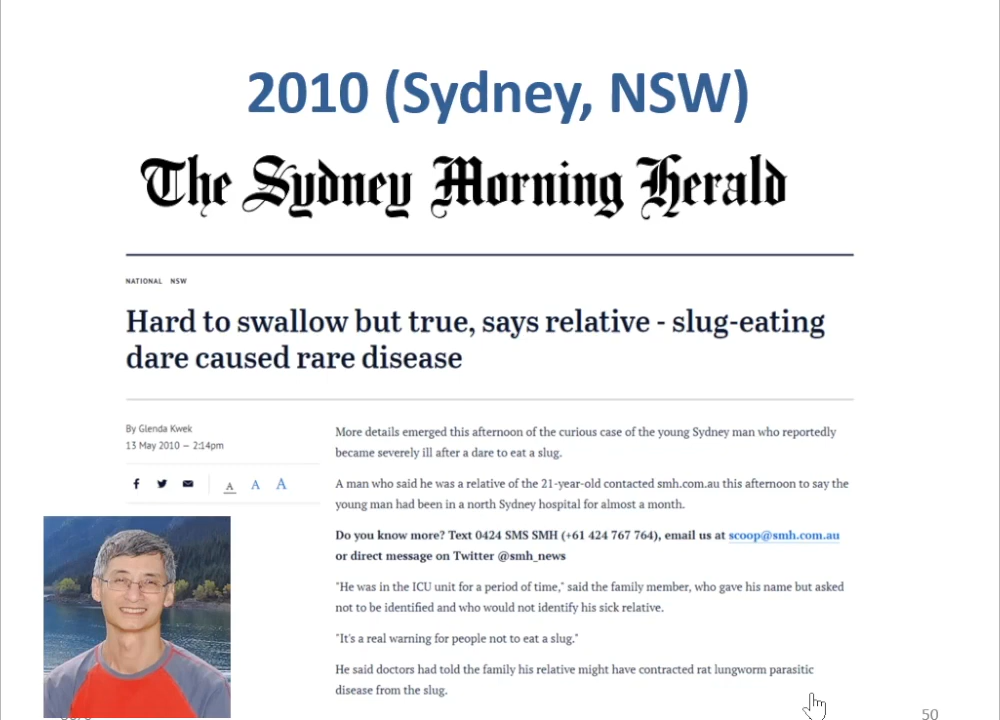 2010 (Sydney, NSW)
The Sydney Morning Herald
NATIONAL NSW
Hard to swallow but true, says relative - slug-eating
dare caused rare disease
By Glenda Kwek
13 May 2010 — 2:14pm
A A A
More details emerged this afternoon of the curious case of the young Sydney man who reportedly
became severely ill after a dare to eat a slug.
A man who said he was a relative of the 21-year-old contacted smh.com.au this afternoon to say the
young man had been in a north Sydney hospital for almost a month.
Do you know more? Text 0424 SMS SMH (+61 424 767 764), email us at scoop@smh.com.au
or direct message on Twitter @smh_news
"He was in the ICU unit for a period of time," said the family member, who gave his name but asked
not to be identified and who would not identify his sick relative.
"It's a real warning for people not to eat a slug."
He said doctors had told the family his relative might have contracted rat lungworm parasitic
disease from the slug.
50